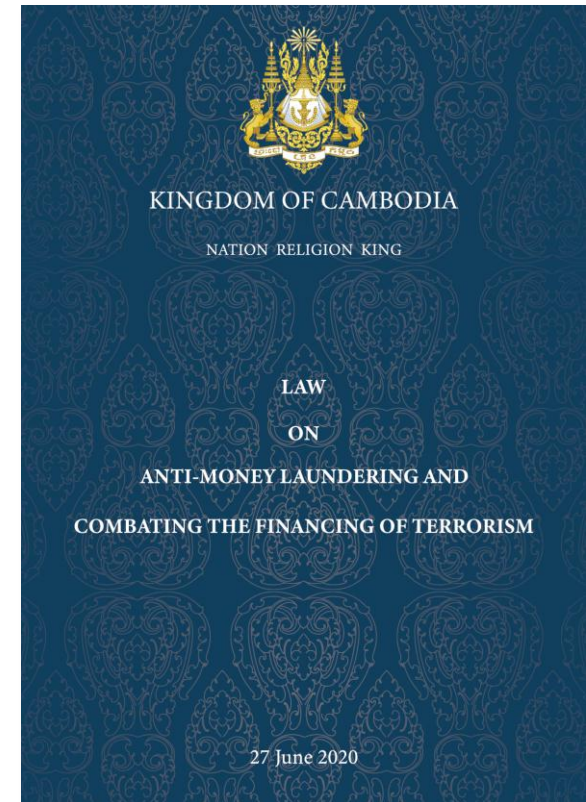 KINGDOM OF CAMBODIA
NATION RELIGION KING
LAW
ON
ANTI-MONEY LAUNDERING AND
COMBATING THE FINANCING OF TERRORISM
27 June 2020